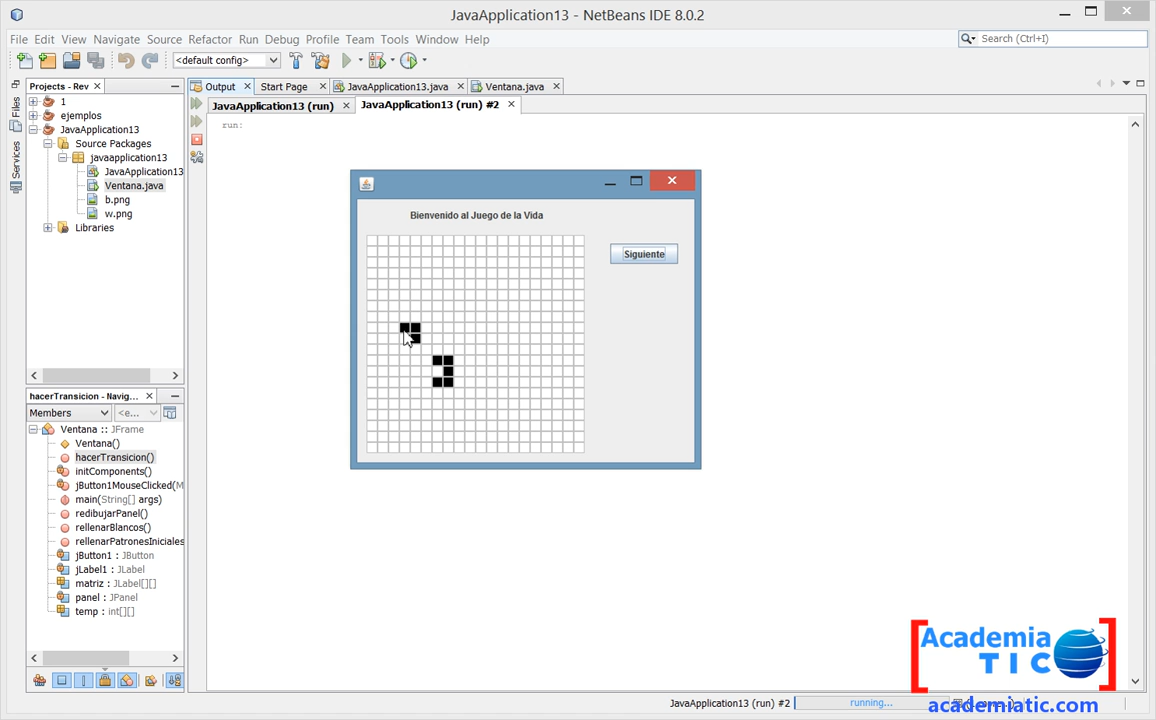 JavaApplication13 - NetBeans IDE 8.0.2
File Edit View Navigate Source Refactor Run Debug Profile Team Tools Window Help
Search (Ctrl+I)
<default config>
Projects - Rev
Output
Start Page
JavaApplication13.java
Ventana.java
JavaApplication13 (run)
JavaApplication13 (run) #2
Files
Services
1
ejemplos
JavaApplication13
Source Packages
javaapplication13
JavaApplication13
Ventana.java
b.png
w.png
Libraries
run:
Bienvenido al Juego de la Vida
Siguiente
hacerTransicion - Navig...
Members
<e...
Ventana :: JFrame
Ventana()
hacerTransicion()
initComponents()
jButton1MouseClicked(M
main(String[] args)
redibujarPanel()
rellenarBlancos()
rellenarPatronesIniciales
jButton1 : JButton
jLabel1 : JLabel
matriz : JLabel[][]
panel : JPanel
temp : int[][]
Academia
TIC
JavaApplication13 (run) #2
running...
academiatic.com